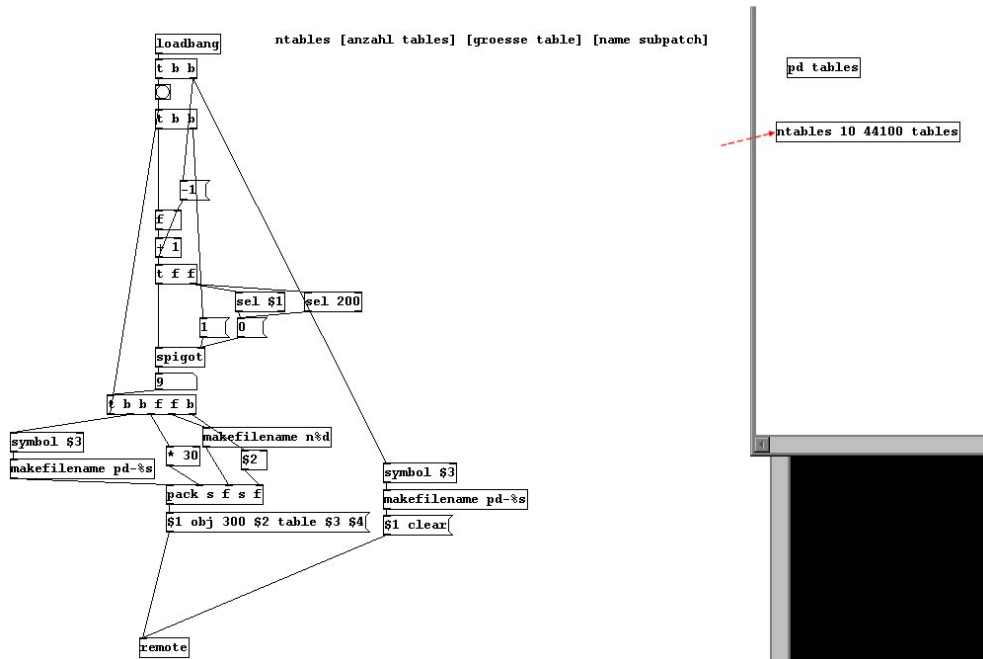 loadbang
ntables [anzahl tables] [groesse table] [name subpatch]
t b b
pd tables
t b b
ntables 10 44100 tables
-1
f
+ 1
t f f
sel $1
sel 200
1
0
spigot
9
t b b f f b
symbol $3
makefilename n%d
* 30
$2
makefilename pd-%s
symbol $3
pack s f s f
makefilename pd-%s
$1 obj 300 $2 table $3 $4
$1 clear
remote